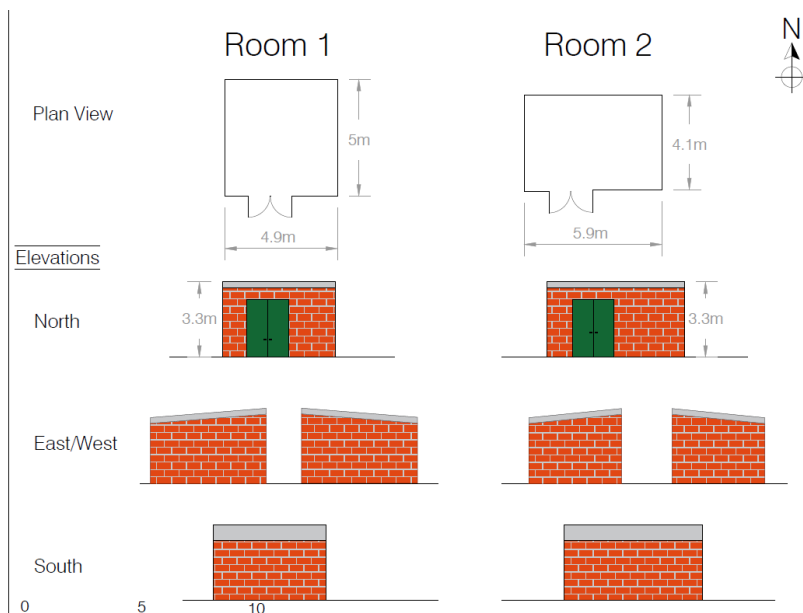 Room 1
Room 2
N
Plan View
5m
4.1m
4.9m
5.9m
Elevations
North
3.3m
3.3m
East/West
South
0 5 10